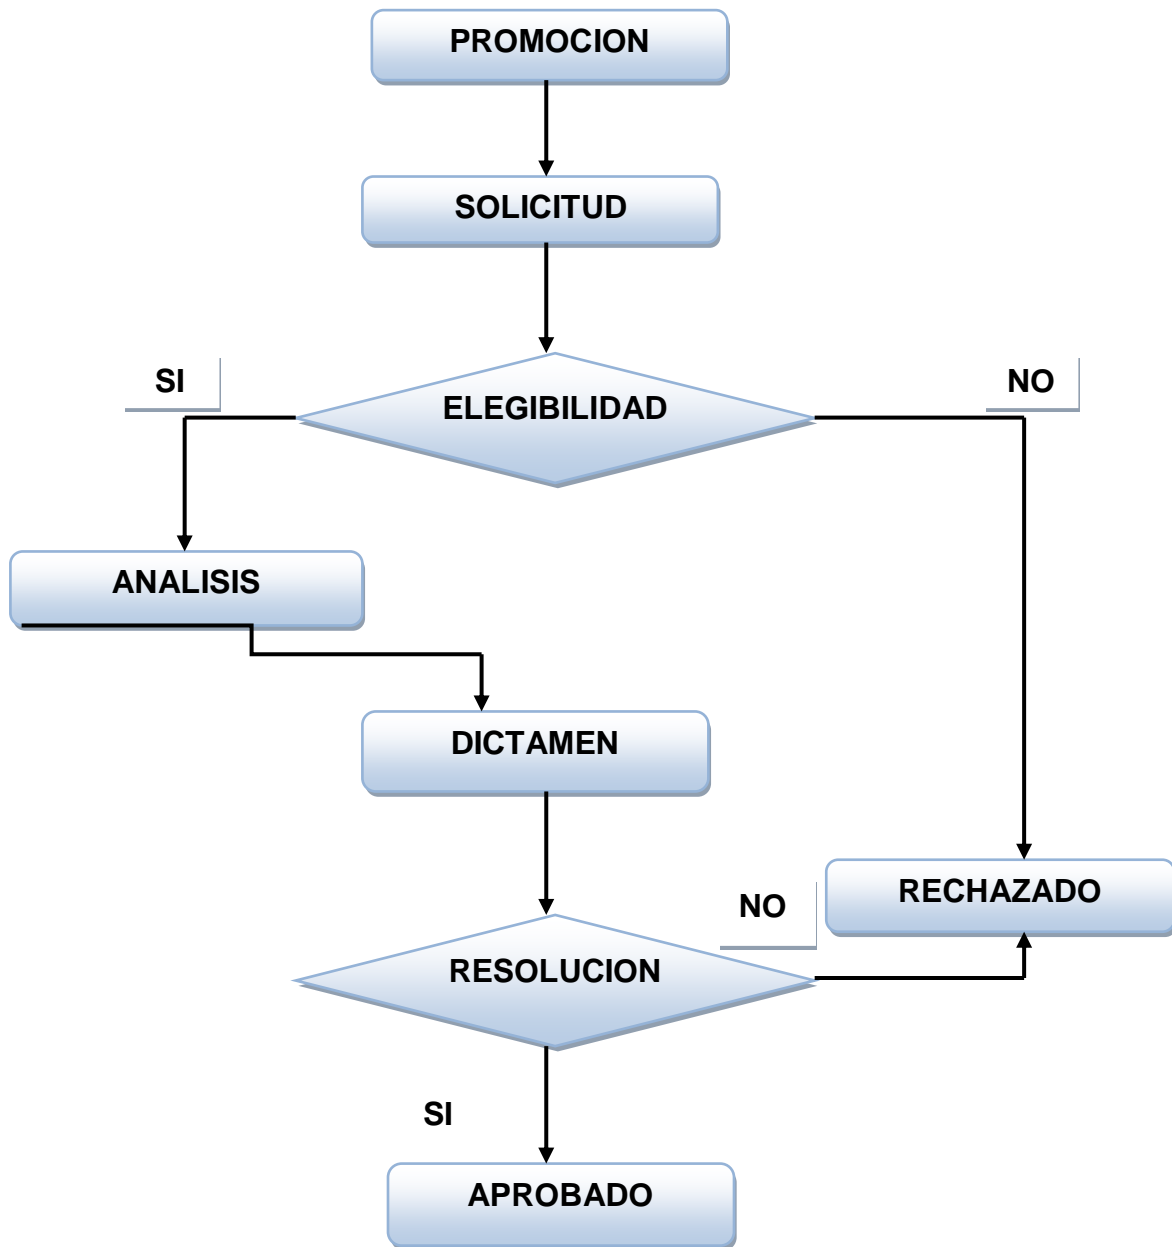 PROMOCION
SOLICITUD
SI
NO
ELEGIBILIDAD
ANALISIS
DICTAMEN
RECHAZADO
NO
RESOLUCION
SI
APROBADO